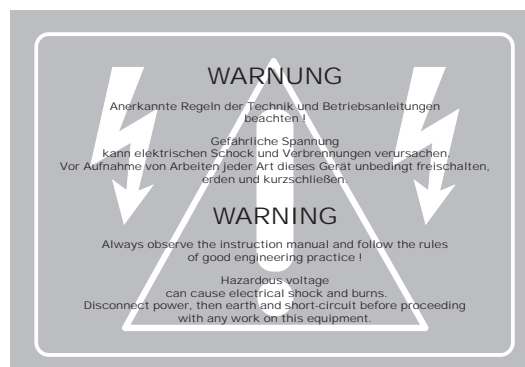 WARNUNG
Anerkannte Regeln der Technik und Betriebsanleitungen
beachten !
Gefährliche Spannung
kann elektrischen Schock und Verbrennungen verursachen.
Vor Aufnahme von Arbeiten jeder Art dieses Gerät unbedingt freischalten,
erden und kurzschließen.
WARNING
Always observe the instruction manual and follow the rules
of good engineering practice !
Hazardous voltage
can cause electrical shock and burns.
Disconnect power, then earth and short-circuit before proceeding
with any work on this equipment.